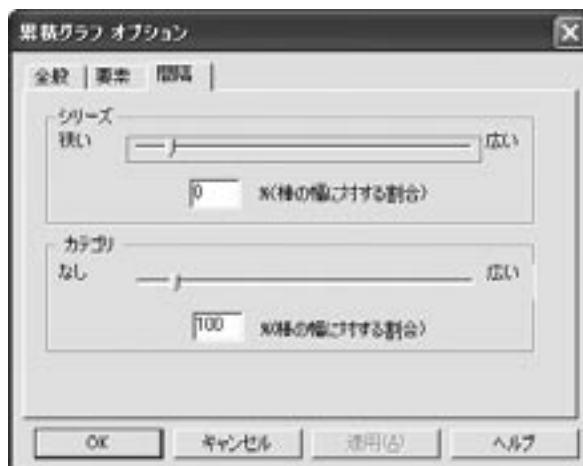 累積グラフ オプション
全般 要素 間隔
シリーズ
狭い 広い
0 %(棒の幅に対する割合)
カテゴリ
なし 広い
100 %(棒の幅に対する割合)
OK キャンセル 適用(A) ヘルプ